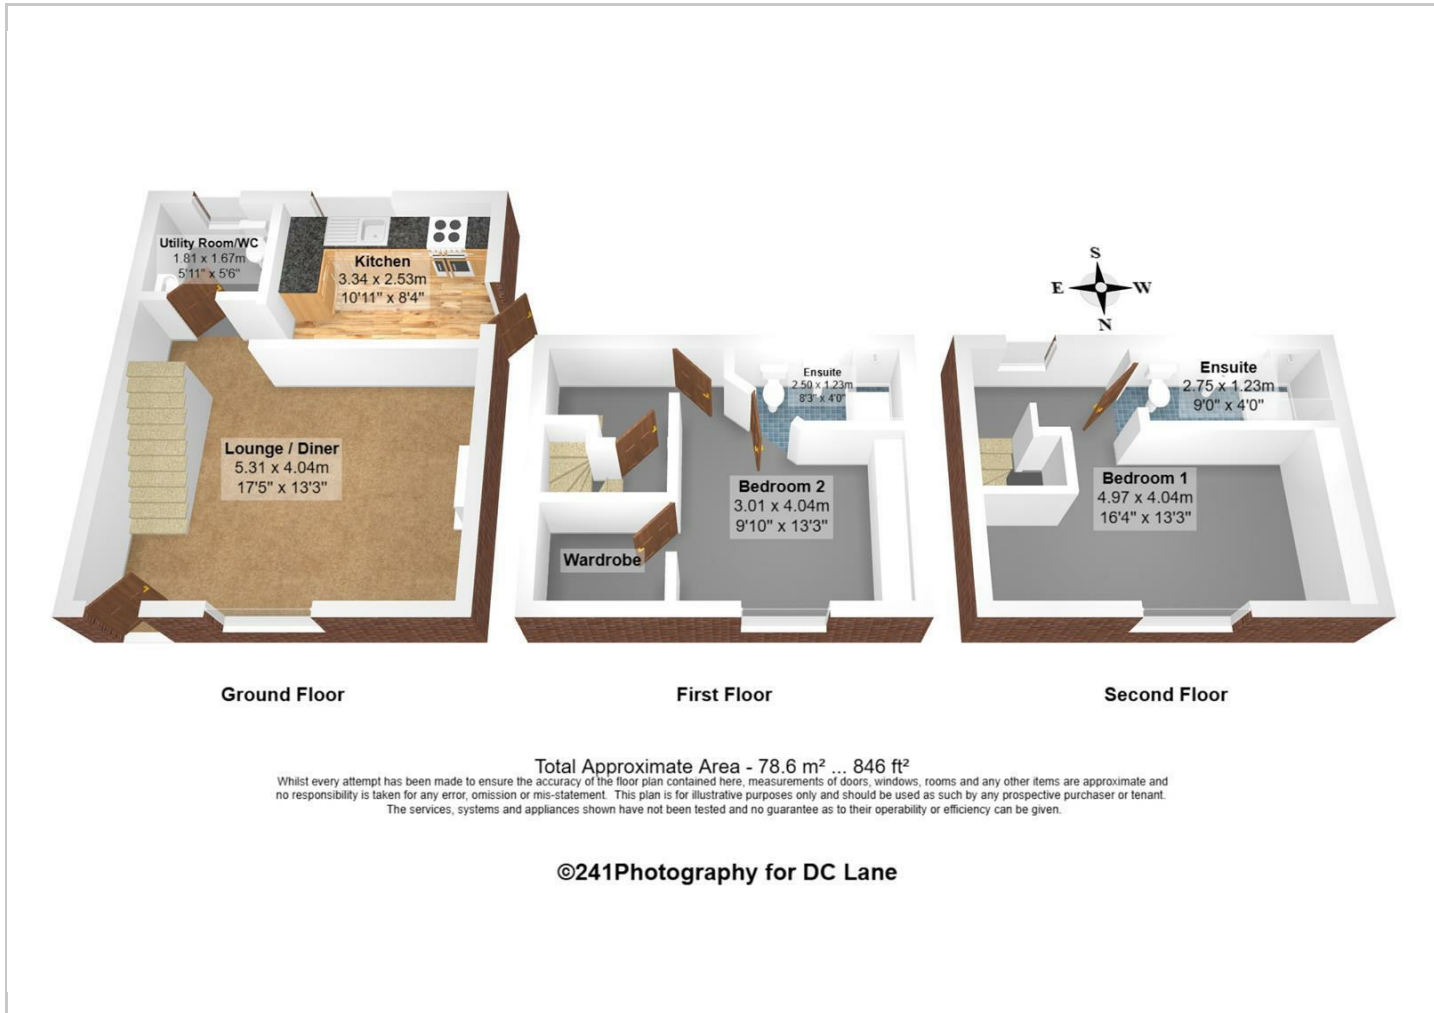 Utility Room/WC
1.81 x 1.67m
5'11" x 5'6"
Kitchen
3.34 x 2.53m
10'11" x 8'4"
Lounge / Diner
5.31 x 4.04m
17'5" x 13'3"
Ensuite
2.50 x 1.23m
8'3" x 4'0"
Bedroom 2
3.01 x 4.04m
9'10" x 13'3"
Wardrobe
S
E W
N
Ensuite
2.75 x 1.23m
9'0" x 4'0"
Bedroom 1
4.97 x 4.04m
16'4" x 13'3"
Ground Floor
First Floor
Second Floor
Total Approximate Area - 78.6 m² ... 846 ft²
Whilst every attempt has been made to ensure the accuracy of the floor plan contained here, measurements of doors, windows, rooms and any other items are approximate and
no responsibility is taken for any error, omission or mis-statement. This plan is for illustrative purposes only and should be used as such by any prospective purchaser or tenant.
The services, systems and appliances shown have not been tested and no guarantee as to their operability or efficiency can be given.
©241Photography for DC Lane